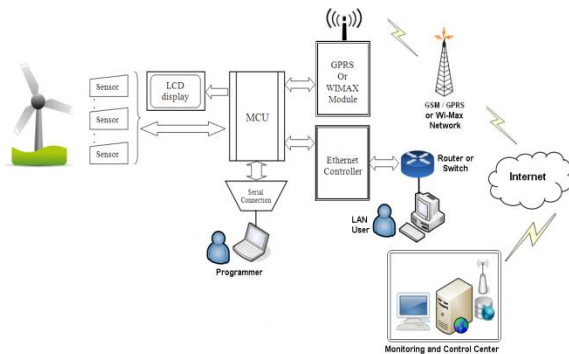 Sensor
Sensor
Sensor
LCD
display
MCU
GPRS
Or
WIMAX
Module
GSM / GPRS
or Wi-Max
Network
Ethernet
Controller
Router or
Switch
Internet
Serial
Connection
LAN
User
Programmer
Monitoring and Control Center